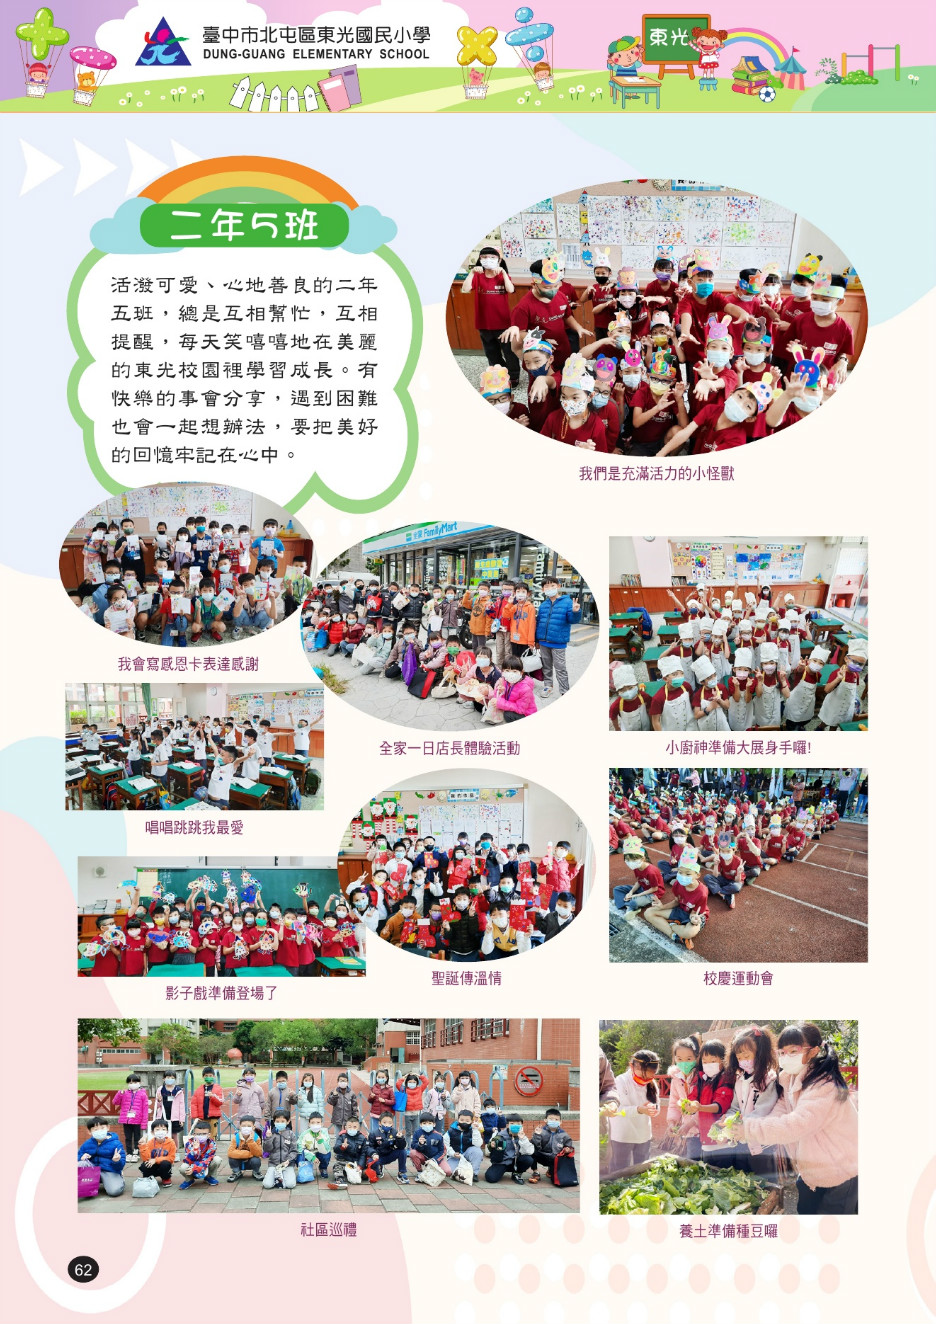 臺中市北屯區東光國民小學
DUNG-GUANG ELEMENTARY SCHOOL
東光
二年5班
活潑可愛、心地善良的二年
五班，總是互相幫忙，互相
提醒，每天笑嘻嘻地在美麗
的東光校園裡學習成長。有
快樂的事會分享，遇到困難
也會一起想辦法，要把美好
的回憶牢記在心中。
我們是充滿活力的小怪獸
全家 FamilyMart
我會寫感恩卡表達感謝
全家一日店長體驗活動
小廚神準備大展身手囉!
唱唱跳跳我最愛
聖誕傳溫情
校慶運動會
影子戲準備登場了
社區巡禮
養土準備種豆囉
62